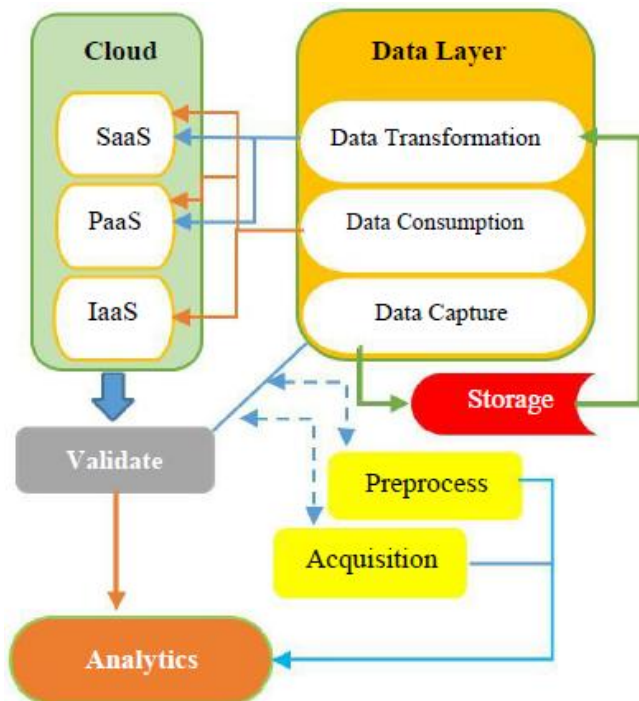 Cloud
SaaS
PaaS
IaaS
Data Layer
Data Transformation
Data Consumption
Data Capture
Storage
Validate
Preprocess
Acquisition
Analytics